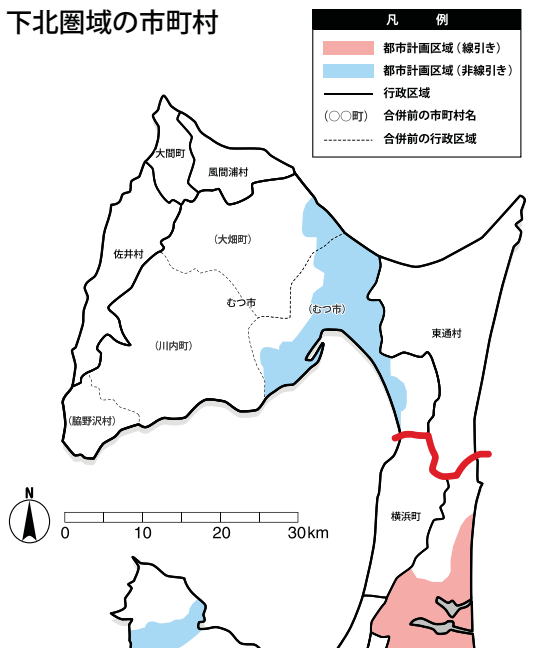 下北圏域の市町村
凡 例
都市計画区域（線引き）
都市計画区域（非線引き）
行政区域
(○○町) 合併前の市町村名
合併前の行政区域
大間町
風間浦村
佐井村
(大畑町)
むつ市
(むつ市)
東通村
(川内町)
(脇野沢村)
横浜町
N
0 10 20 30km